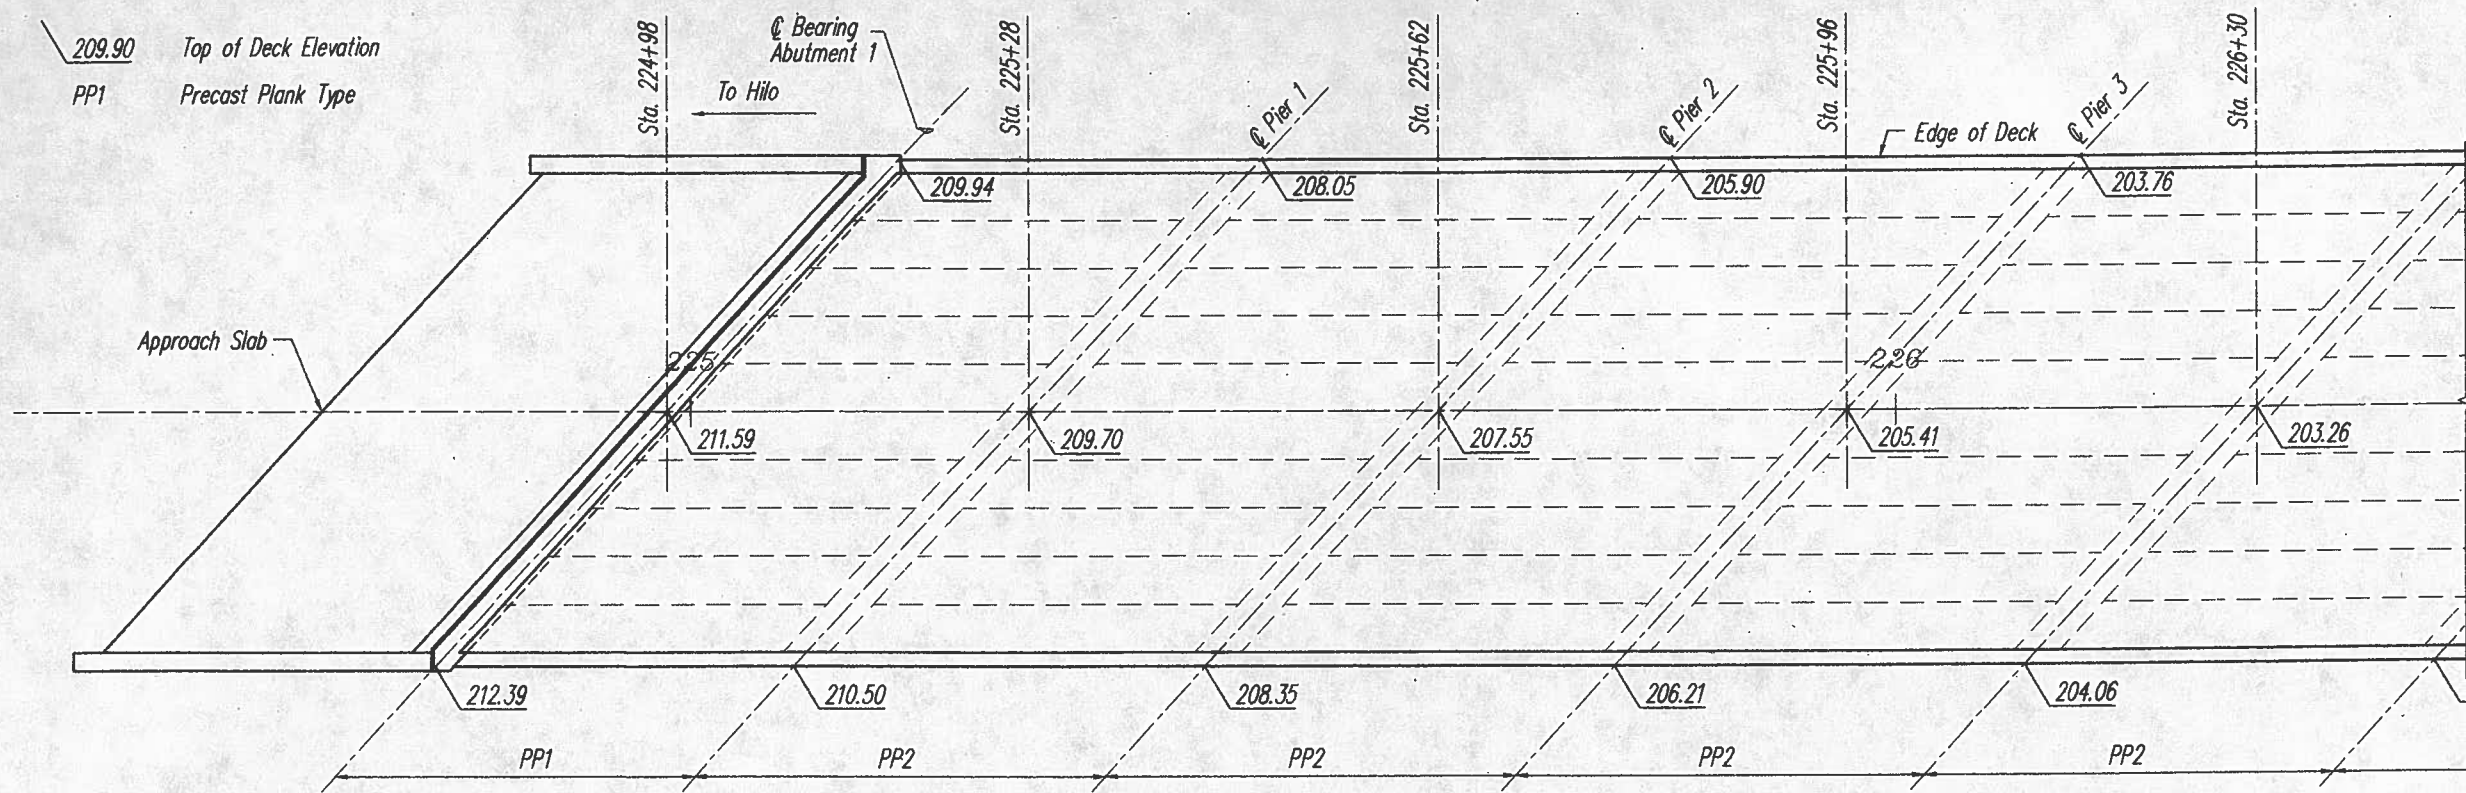 209.90 Top of Deck Elevation
PP1 Precast Plank Type
Sta. 224+98
℄ Bearing
Abutment 1
To Hilo
Sta. 225+28
℄ Pier 1
Sta. 225+62
℄ Pier 2
Sta. 225+96
Edge of Deck
℄ Pier 3
Sta. 226+30
209.94
208.05
205.90
203.76
Approach Slab
225
226
211.59
209.70
207.55
205.41
203.26
212.39
210.50
208.35
206.21
204.06
PP1
PP2
PP2
PP2
PP2